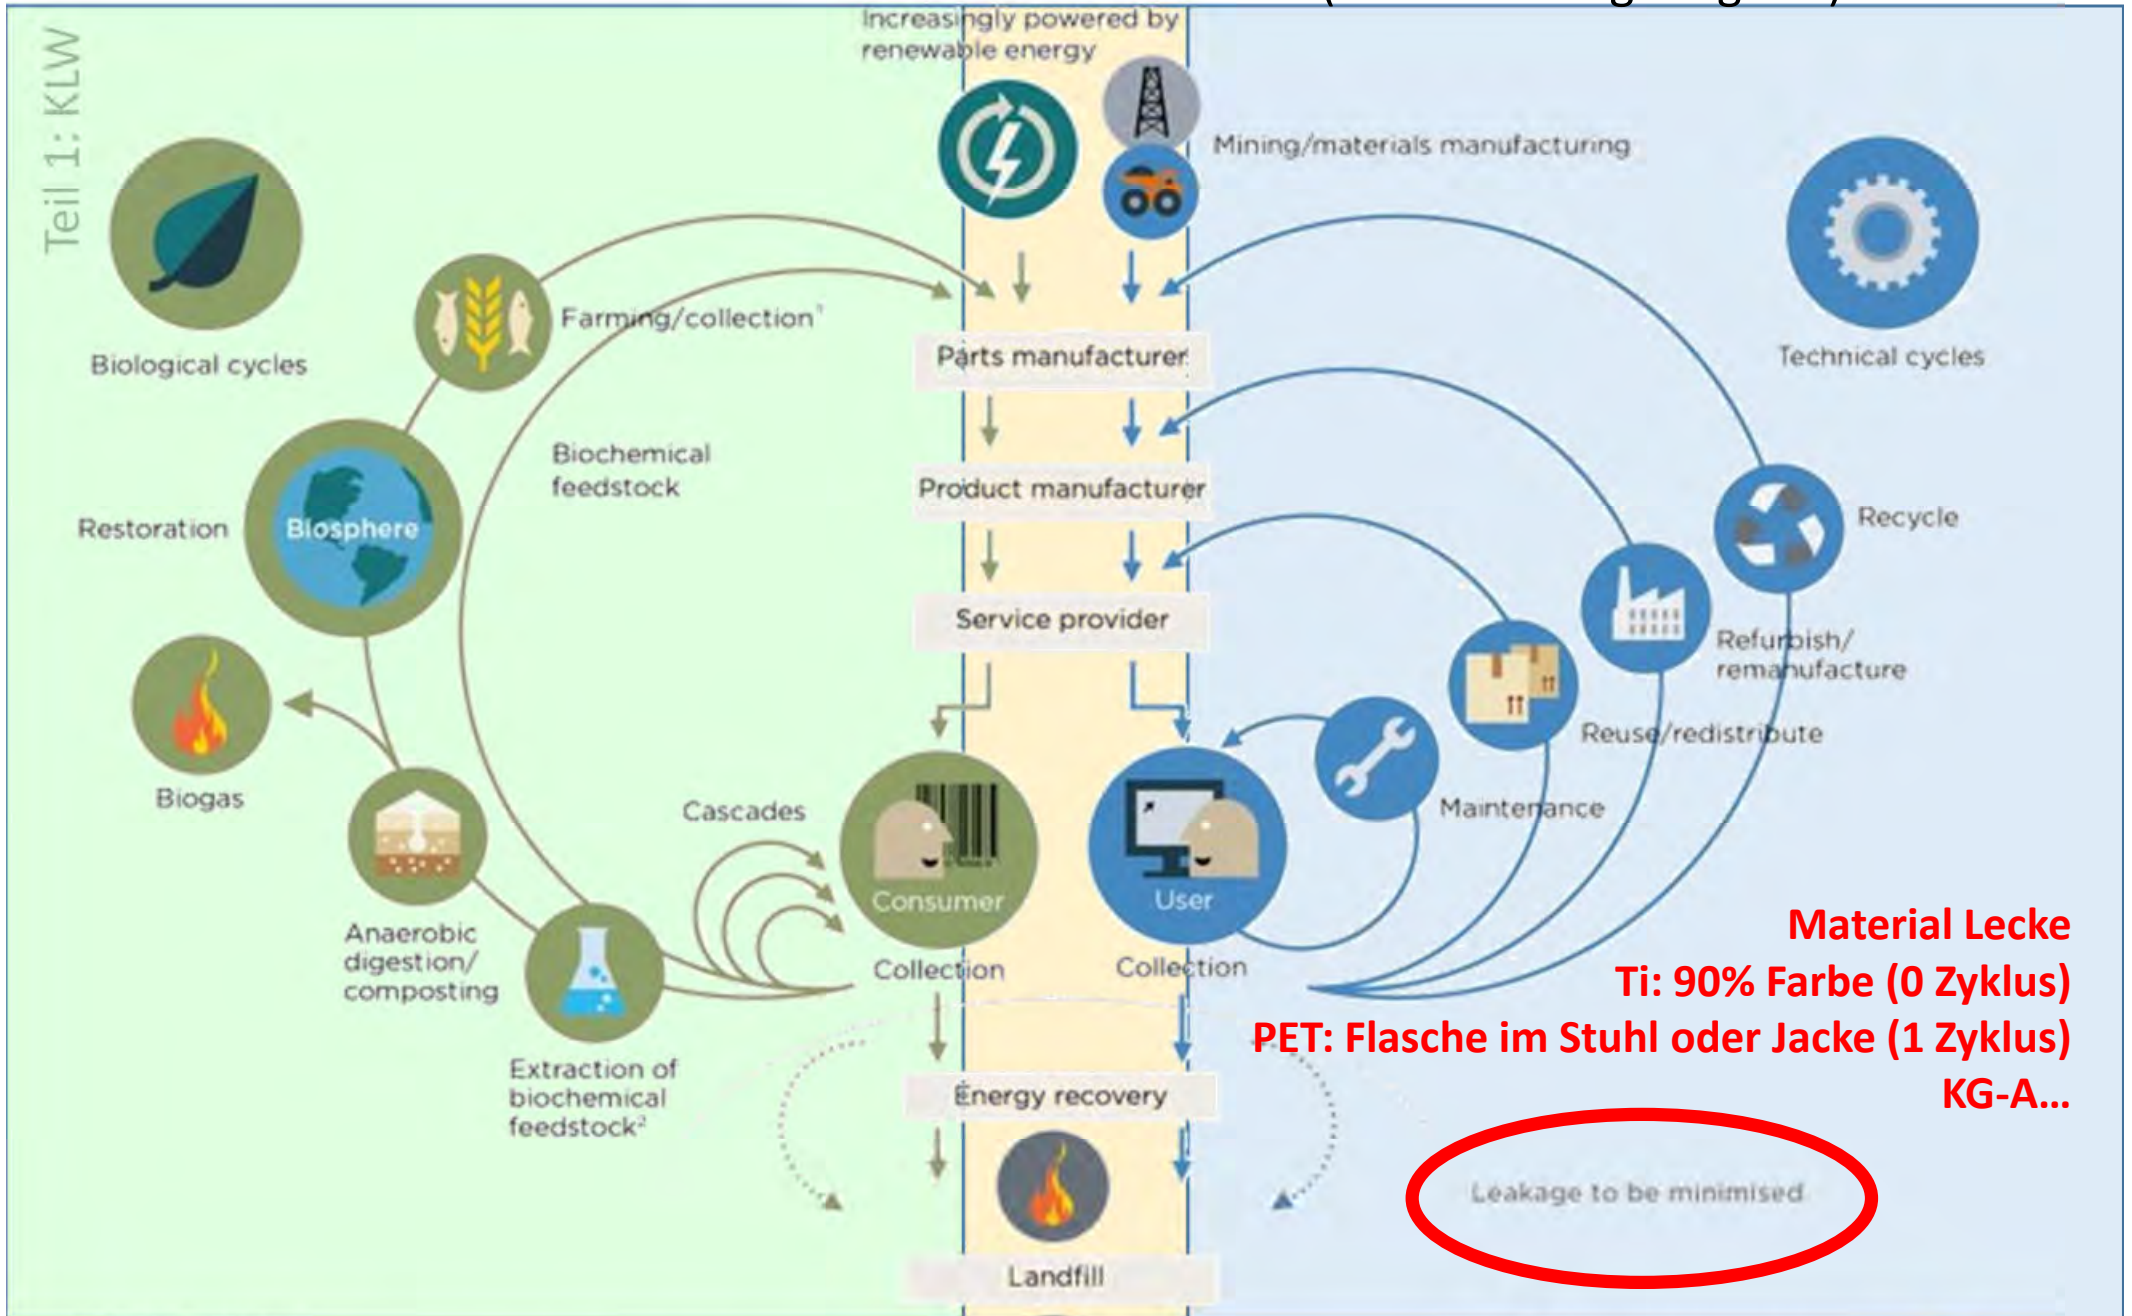 Teil 1: KLW
Increasingly powered by
renewable energy
Mining/materials manufacturing
Biological cycles
Technical cycles
Farming/collection¹
Parts manufacturer
Biochemical
feedstock
Product manufacturer
Restoration
Biosphere
Recycle
Service provider
Refurbish/
remanufacture
Reuse/redistribute
Biogas
Cascades
Maintenance
Consumer
User
Anaerobic
digestion/
composting
Collection
Collection
Material Lecke
Ti: 90% Farbe (0 Zyklus)
PET: Flasche im Stuhl oder Jacke (1 Zyklus)
KG-A...
Extraction of
biochemical
feedstock²
Energy recovery
Leakage to be minimised
Landfill